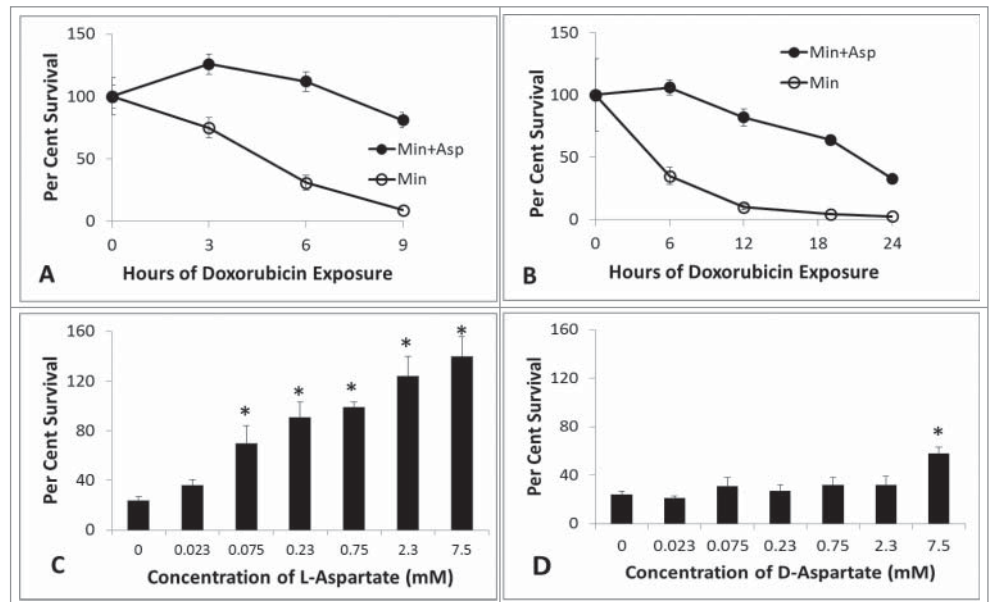 150
100
50
0
Per Cent Survival
Min+Asp
Min
0 3 6 9
A
Hours of Doxorubicin Exposure
150
100
50
0
Per Cent Survival
Min+Asp
Min
0 6 12 18 24
B
Hours of Doxorubicin Exposure
160
120
80
40
0
Per Cent Survival
* * * * *
0 0.023 0.075 0.23 0.75 2.3 7.5
C
Concentration of L-Aspartate (mM)
160
120
80
40
0
Per Cent Survival
*
0 0.023 0.075 0.23 0.75 2.3 7.5
D
Concentration of D-Aspartate (mM)